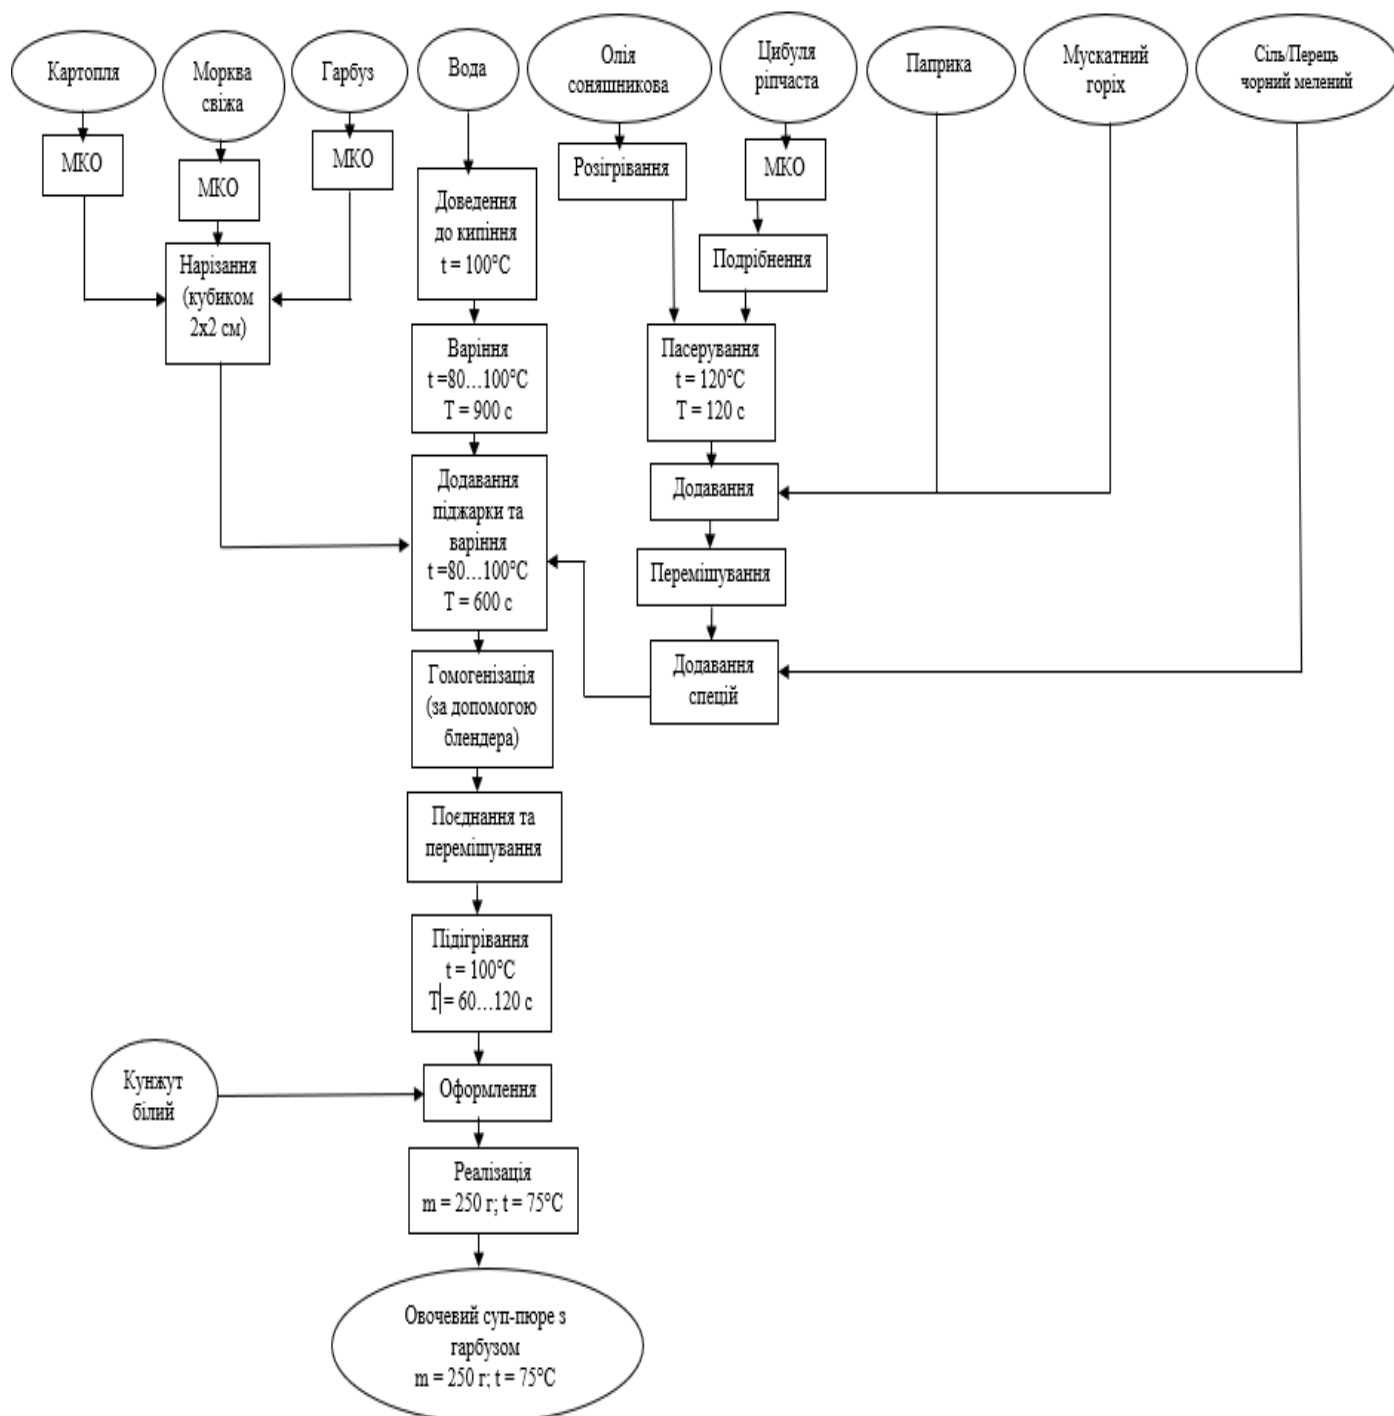 Картопля
Морква
свіжа
Гарбуз
Вода
Олія
соняшникова
Цибуля
ріпчаста
Паприка
Мускатний
горіх
Сіль/Перець
чорний мелений
МКО
МКО
МКО
Розігрівання
МКО
Доведення
до кипіння
t = 100°C
Подрібнення
Нарізання
(кубиком
2х2 см)
Варіння
t =80…100°C
T = 900 с
Пасерування
t = 120°C
T = 120 с
Додавання
піджарки та
варіння
t =80…100°C
T = 600 с
Додавання
Перемішування
Додавання
спецій
Гомогенізація
(за допомогою
блендера)
Поєднання та
перемішування
Підігрівання
t = 100°C
T = 60…120 с
Кунжут
білий
Оформлення
Реалізація
m = 250 г; t = 75°C
Овочевий суп-пюре з
гарбузом
m = 250 г; t = 75°C